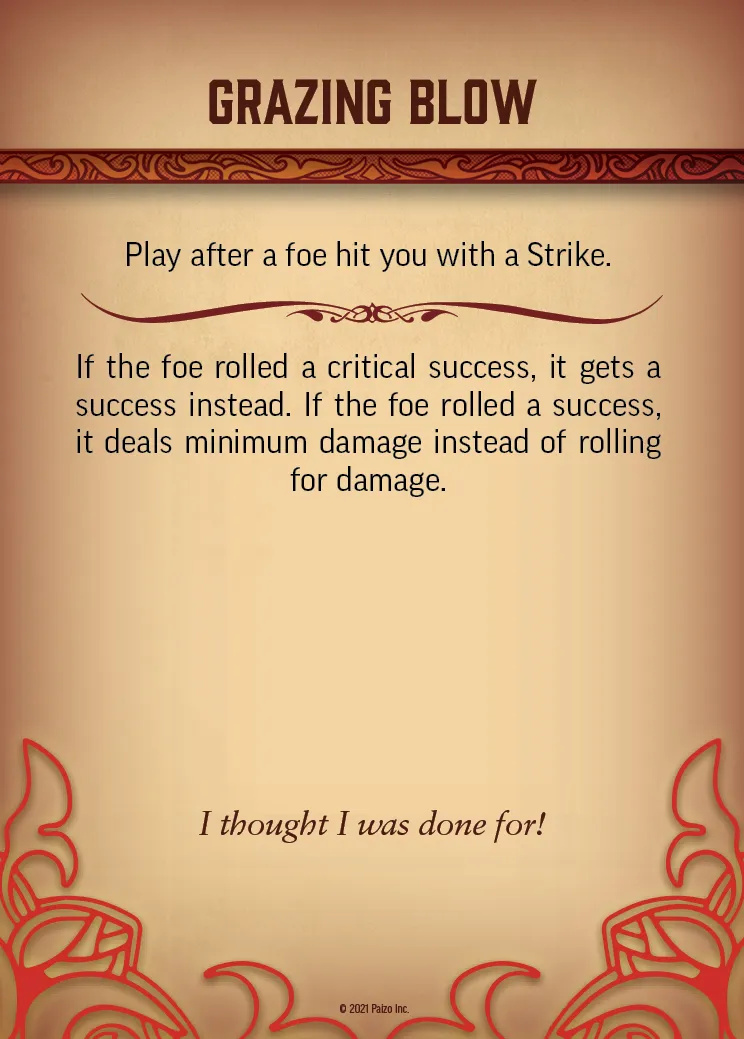 GRAZING BLOW
Play after a foe hit you with a Strike.
If the foe rolled a critical success, it gets a
success instead. If the foe rolled a success,
it deals minimum damage instead of rolling
for damage.
I thought I was done for!
© 2021 Paizo Inc.